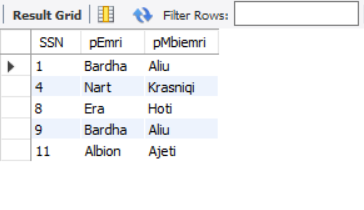 Result Grid Filter Rows:
SSN pEmri pMbiemri
1 Bardha Aliu
4 Nart Krasniqi
8 Era Hoti
9 Bardha Aliu
11 Albion Ajeti